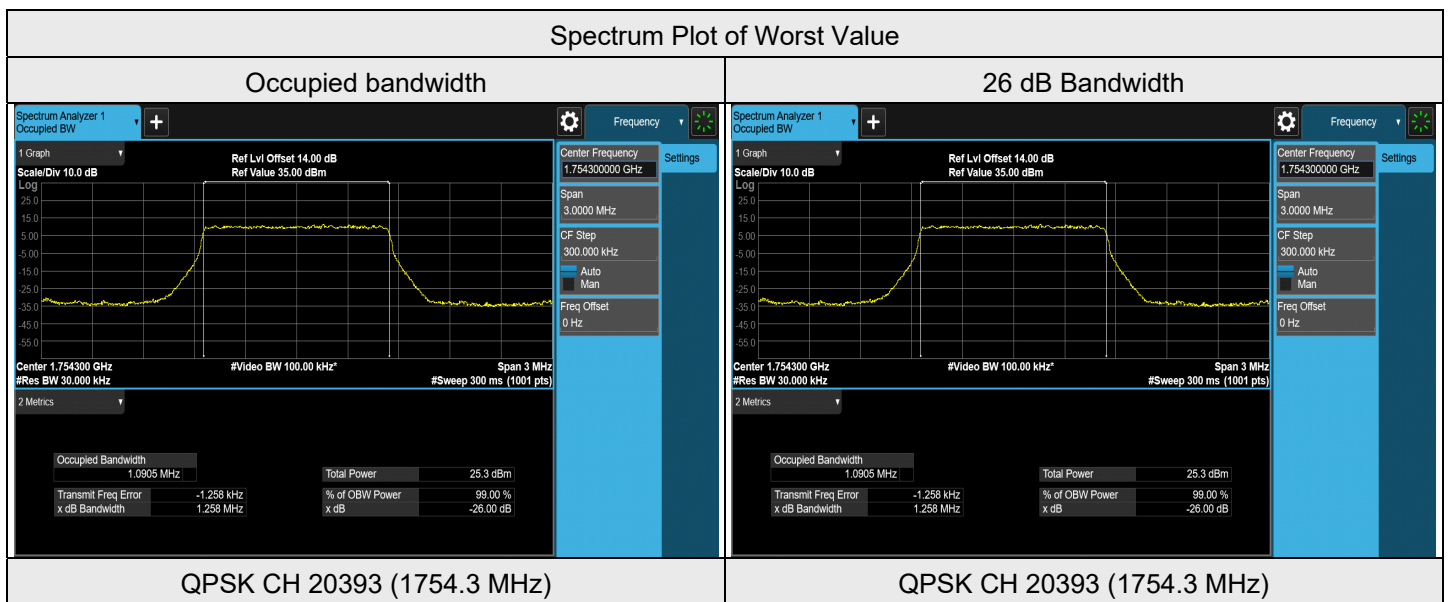 Spectrum Plot of Worst Value
Occupied bandwidth
26 dB Bandwidth
Spectrum Analyzer 1
Occupied BW
+
Frequency
1 Graph
Ref Lvl Offset 14.00 dB
Scale/Div 10.0 dB
Ref Value 35.00 dBm
Log
25.0
15.0
5.00
-5.00
-15.0
-25.0
-35.0
-45.0
-55.0
Center 1.754300 GHz
#Video BW 100.00 kHz*
Span 3 MHz
#Res BW 30.000 kHz
#Sweep 300 ms (1001 pts)
Center Frequency
1.754300000 GHz
Settings
Span
3.0000 MHz
CF Step
300.000 kHz
Auto
Man
Freq Offset
0 Hz
2 Metrics
Occupied Bandwidth
1.0905 MHz
Total Power 25.3 dBm
Transmit Freq Error -1.258 kHz
% of OBW Power 99.00 %
x dB Bandwidth 1.258 MHz
x dB -26.00 dB
Spectrum Analyzer 1
Occupied BW
+
Frequency
1 Graph
Ref Lvl Offset 14.00 dB
Scale/Div 10.0 dB
Ref Value 35.00 dBm
Log
25.0
15.0
5.00
-5.00
-15.0
-25.0
-35.0
-45.0
-55.0
Center 1.754300 GHz
#Video BW 100.00 kHz*
Span 3 MHz
#Res BW 30.000 kHz
#Sweep 300 ms (1001 pts)
Center Frequency
1.754300000 GHz
Settings
Span
3.0000 MHz
CF Step
300.000 kHz
Auto
Man
Freq Offset
0 Hz
2 Metrics
Occupied Bandwidth
1.0905 MHz
Total Power 25.3 dBm
Transmit Freq Error -1.258 kHz
% of OBW Power 99.00 %
x dB Bandwidth 1.258 MHz
x dB -26.00 dB
QPSK CH 20393 (1754.3 MHz)
QPSK CH 20393 (1754.3 MHz)